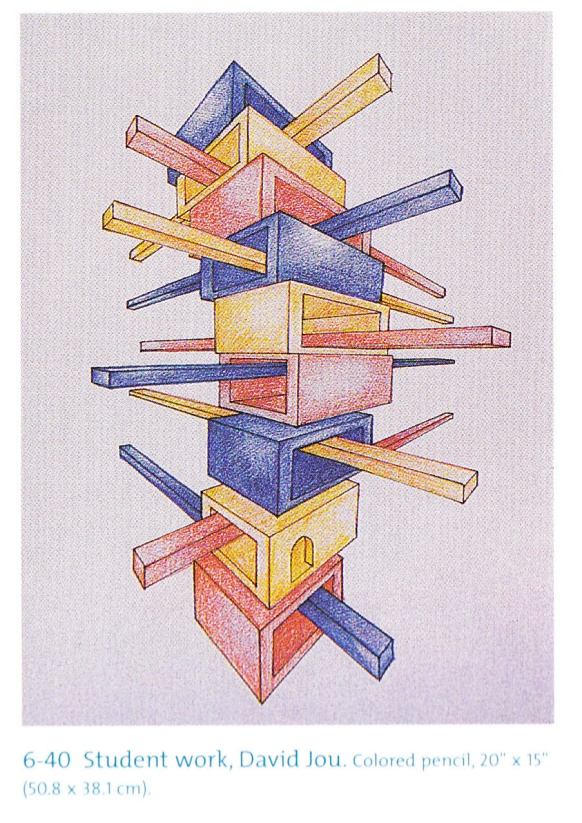 6-40 Student work, David Jou. Colored pencil, 20" x 15"
(50.8 x 38.1 cm).